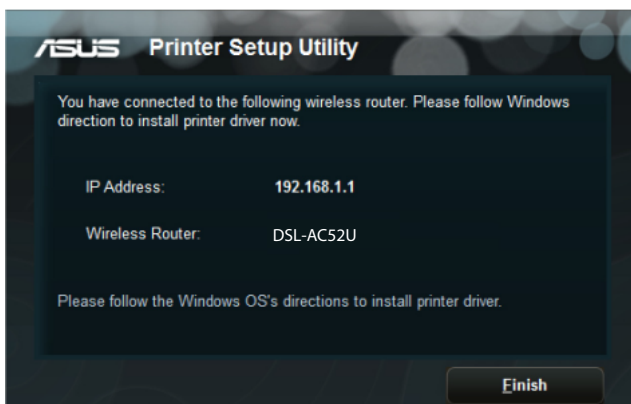 ASUS Printer Setup Utility
You have connected to the following wireless router. Please follow Windows
direction to install printer driver now.
IP Address: 192.168.1.1
Wireless Router: DSL-AC52U
Please follow the Windows OS's directions to install printer driver.
Finish